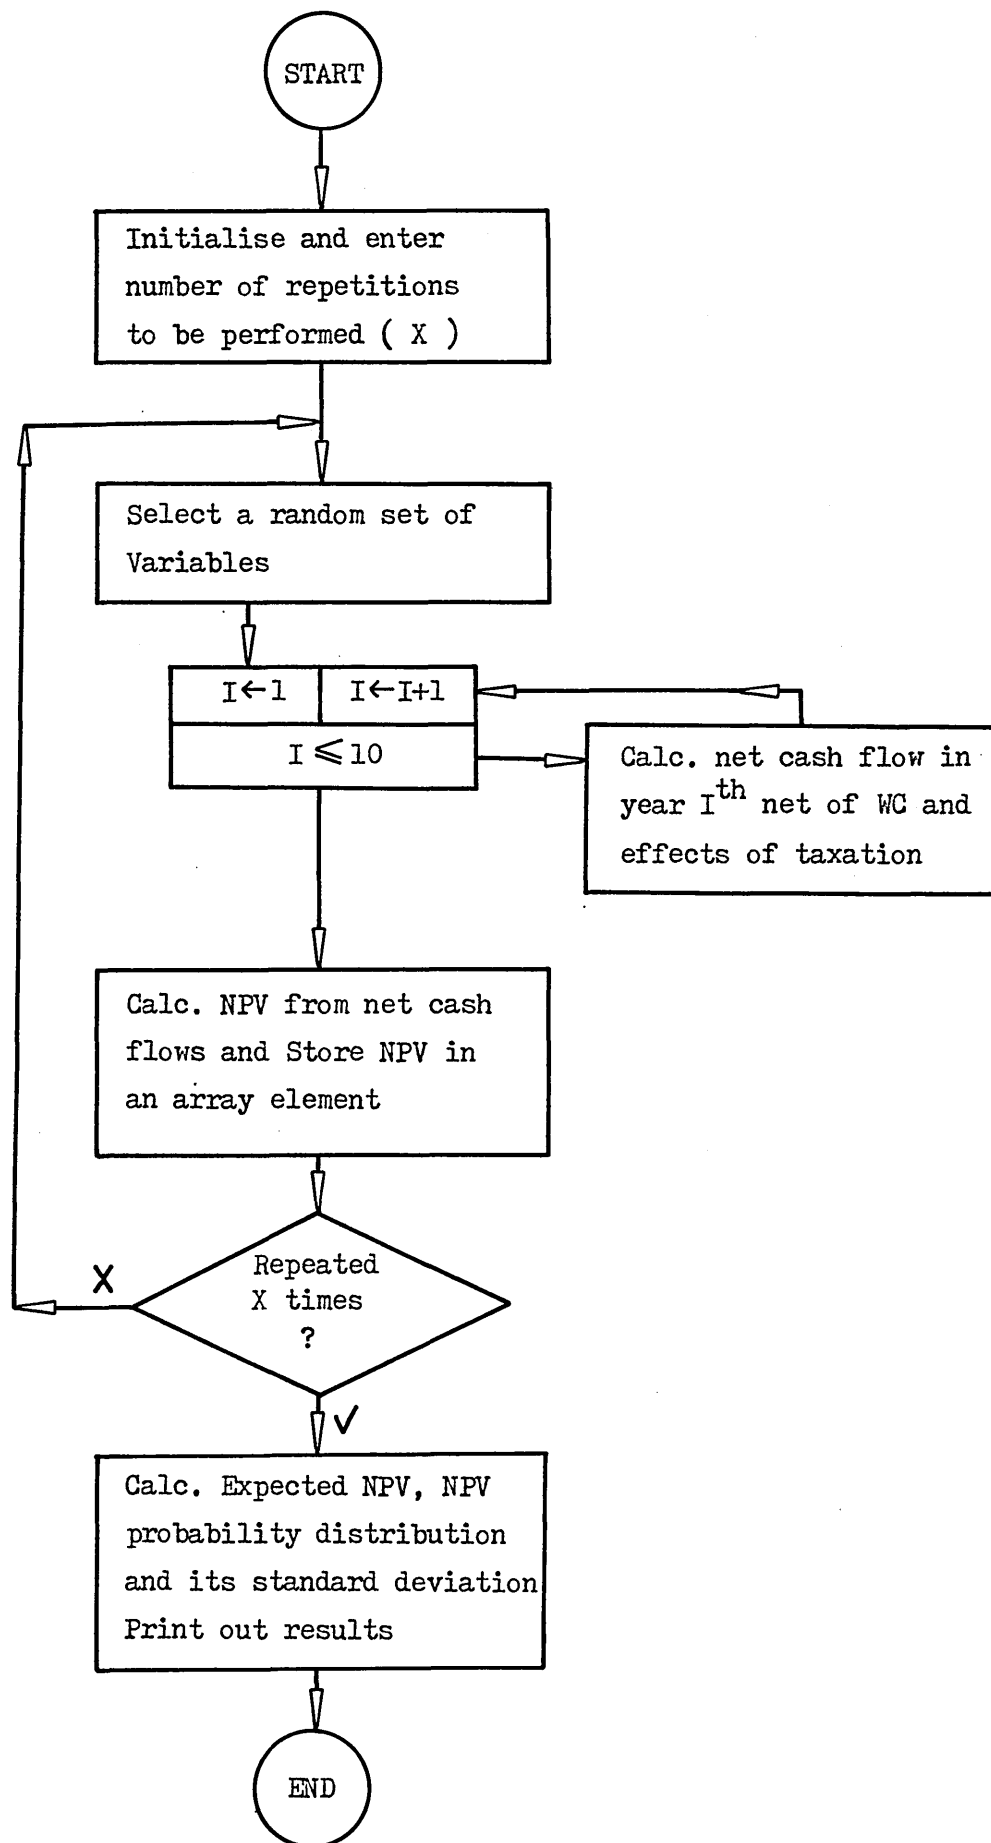 START
Initialise and enter
number of repetitions
to be performed ( X )
Select a random set of
Variables
I←1
I←I+1
I ⩽ 10
Calc. net cash flow in
year Iᵗʰ net of WC and
effects of taxation
Calc. NPV from net cash
flows and Store NPV in
an array element
Repeated
X times
?
X
✓
Calc. Expected NPV, NPV
probability distribution
and its standard deviation
Print out results
END